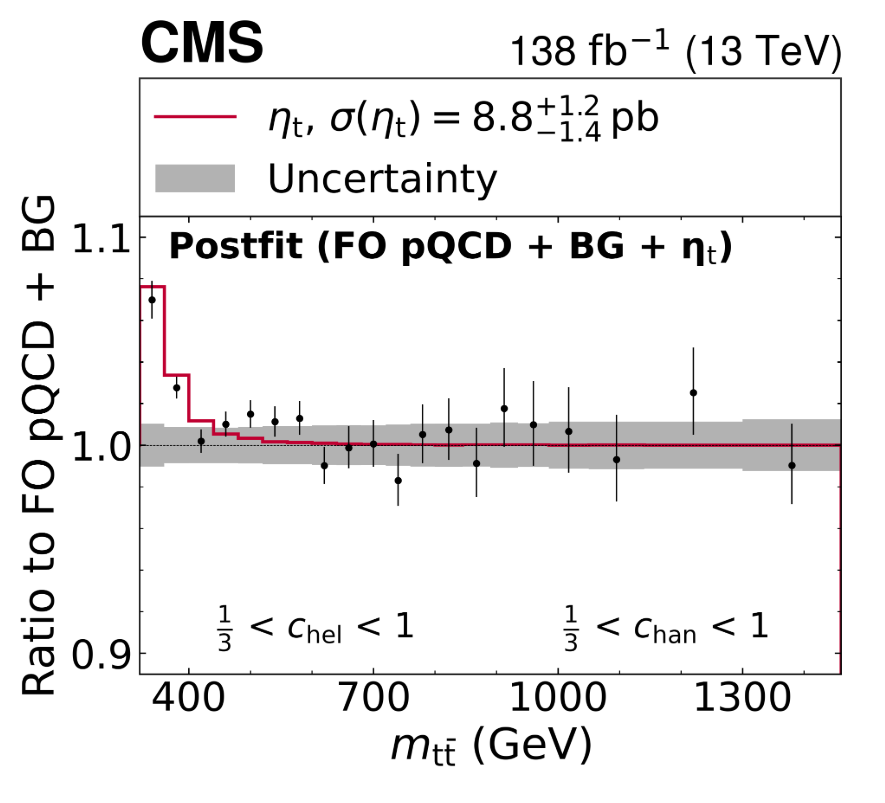 CMS 138 fb⁻¹ (13 TeV)
ηt, σ(ηt) = 8.8 +1.2 −1.4 pb
Uncertainty
Postfit (FO pQCD + BG + ηt)
Ratio to FO pQCD + BG
1.1
1.0
0.9
1/3 < chel < 1 1/3 < chan < 1
400 700 1000 1300
mtt̄ (GeV)